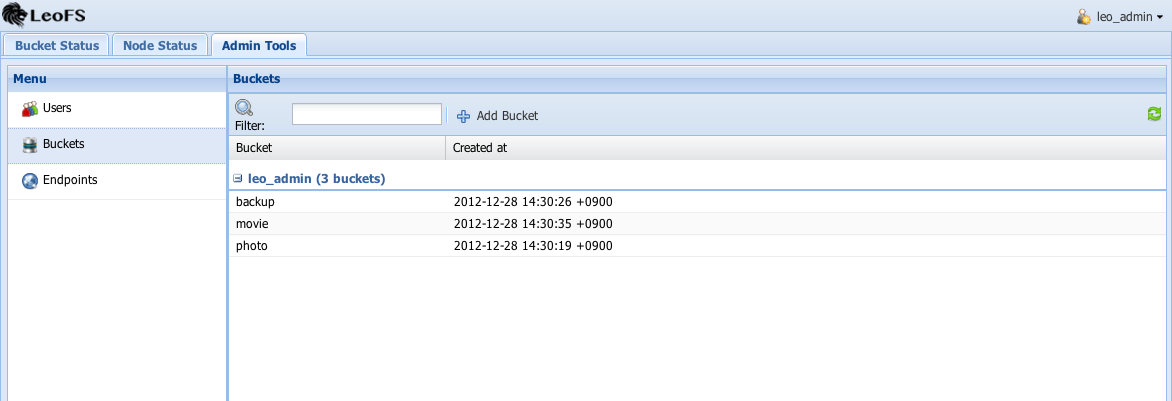 LeoFS
leo_admin
Bucket Status Node Status Admin Tools
Menu
Users
Buckets
Endpoints
Buckets
Filter:
Add Bucket
Bucket Created at
leo_admin (3 buckets)
backup 2012-12-28 14:30:26 +0900
movie 2012-12-28 14:30:35 +0900
photo 2012-12-28 14:30:19 +0900